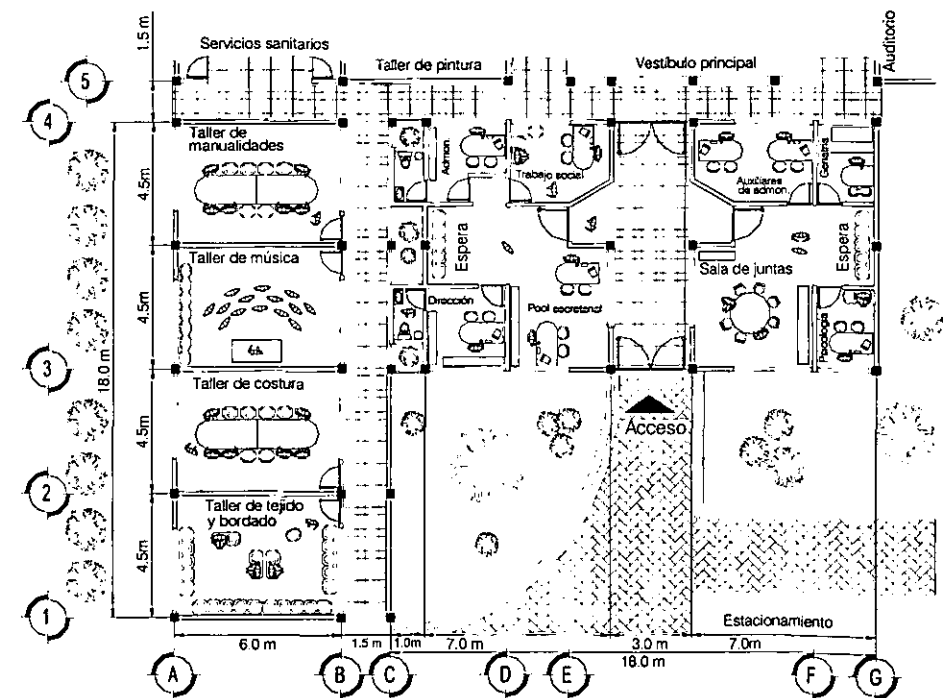 1.5 m
Servicios sanitarios
Taller de pintura
Vestíbulo principal
Auditorio
5
4
Taller de
manualidades
Admon.
Trabajo social
Auxiliares
de admon.
Geriatría
4.5m
Taller de música
Espera
Sala de juntas
Espera
4.5m
Dirección
Pool secretarial
Psicología
3
18.0 m
Taller de costura
Acceso
4.5m
2
Taller de tejido
y bordado
4.5m
1
Estacionamiento
6.0 m
1.5 m
1.0m
7.0 m
3.0 m
7.0m
18.0 m
A
B
C
D
E
F
G